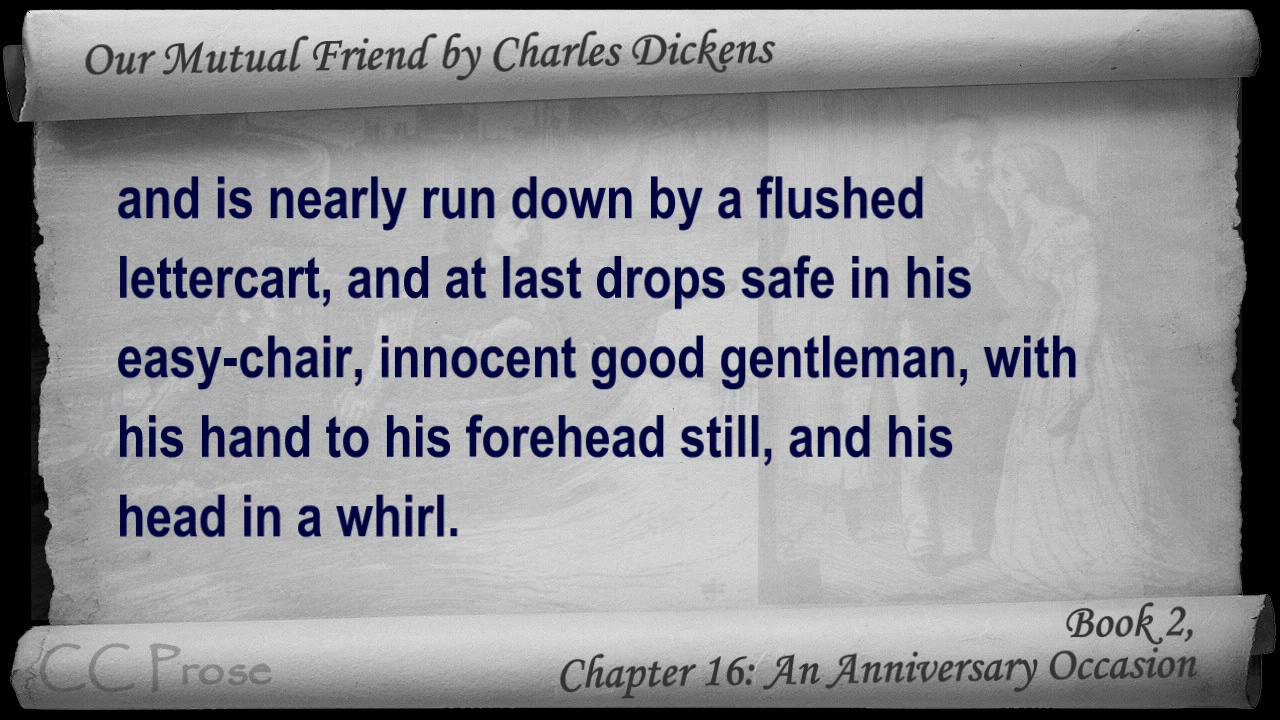 Our Mutual Friend by Charles Dickens
and is nearly run down by a flushed
lettercart, and at last drops safe in his
easy-chair, innocent good gentleman, with
his hand to his forehead still, and his
head in a whirl.
Book 2,
CC Prose
Chapter 16: An Anniversary Occasion